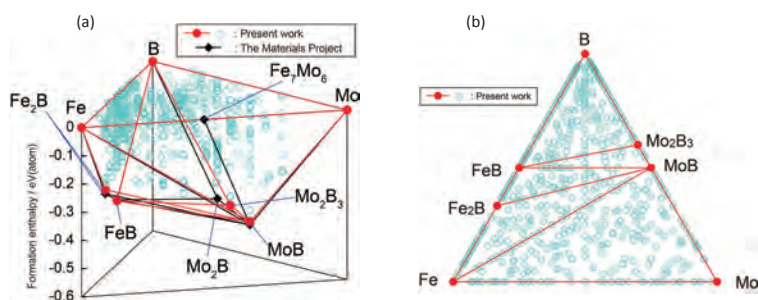 (a)
B
: Present work
: The Materials Project
Fe₇Mo₆
Fe₂B
Fe
Mo
0
-0.1
-0.2
-0.3
-0.4
-0.5
-0.6
Formation enthalpy / eV(atom)
FeB
Mo₂B
MoB
Mo₂B₃
(b)
B
: Present work
Mo₂B₃
FeB
MoB
Fe₂B
Fe
Mo